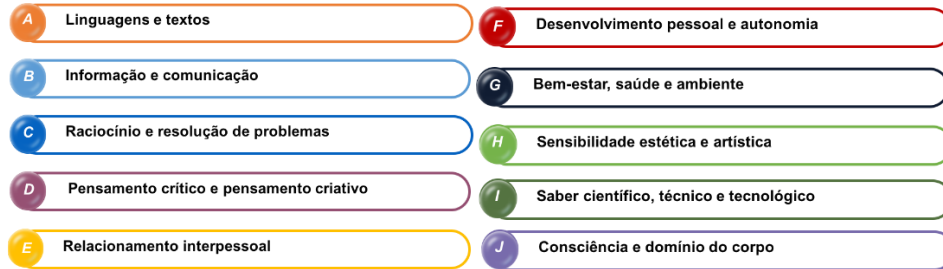 A Linguagens e textos
B Informação e comunicação
C Raciocínio e resolução de problemas
D Pensamento crítico e pensamento criativo
E Relacionamento interpessoal
F Desenvolvimento pessoal e autonomia
G Bem-estar, saúde e ambiente
H Sensibilidade estética e artística
I Saber científico, técnico e tecnológico
J Consciência e domínio do corpo